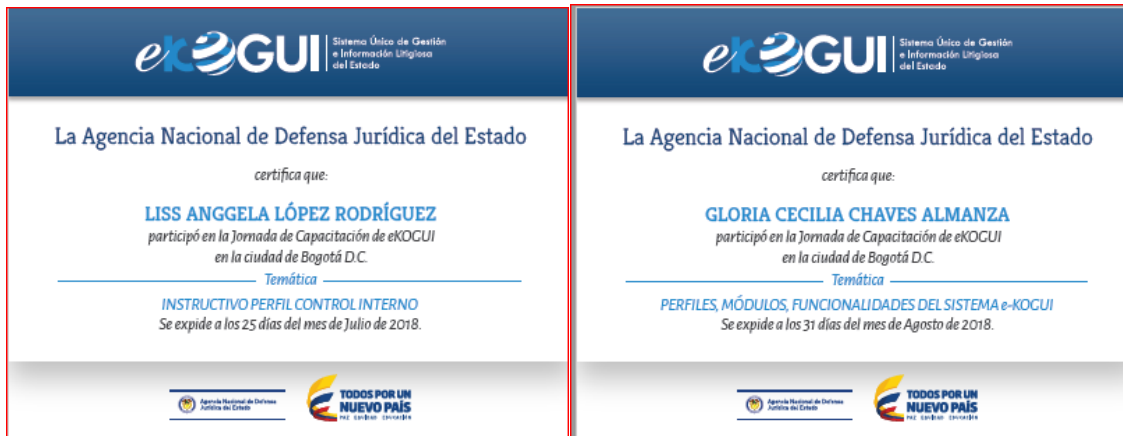 eKOGUI
Sistema Único de Gestión
e Información Litigiosa
del Estado
La Agencia Nacional de Defensa Jurídica del Estado
certifica que:
LISS ANGGELA LÓPEZ RODRÍGUEZ
participó en la Jornada de Capacitación de eKOGUI
en la ciudad de Bogotá D.C.
Temática
INSTRUCTIVO PERFIL CONTROL INTERNO
Se expide a los 25 días del mes de Julio de 2018.
Agencia Nacional de Defensa
Jurídica del Estado
TODOS POR UN
NUEVO PAÍS
PAZ EQUIDAD EDUCACIÓN
eKOGUI
Sistema Único de Gestión
e Información Litigiosa
del Estado
La Agencia Nacional de Defensa Jurídica del Estado
certifica que:
GLORIA CECILIA CHAVES ALMANZA
participó en la Jornada de Capacitación de eKOGUI
en la ciudad de Bogotá D.C.
Temática
PERFILES, MÓDULOS, FUNCIONALIDADES DEL SISTEMA e-KOGUI
Se expide a los 31 días del mes de Agosto de 2018.
Agencia Nacional de Defensa
Jurídica del Estado
TODOS POR UN
NUEVO PAÍS
PAZ EQUIDAD EDUCACIÓN